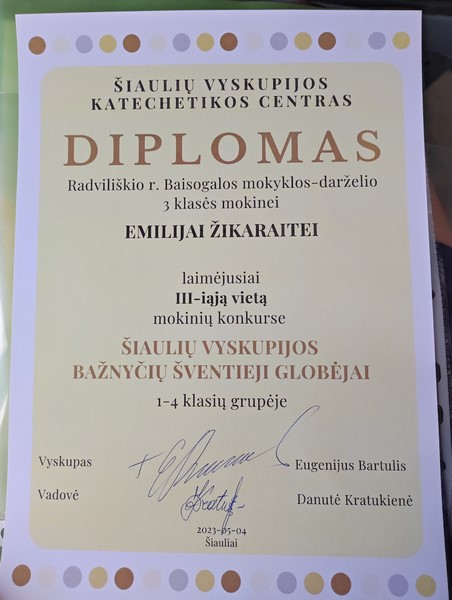 ŠIAULIŲ VYSKUPIJOS
KATECHETIKOS CENTRAS
DIPLOMAS
Radviliškio r. Baisogalos mokyklos-darželio
3 klasės mokinei
EMILIJAI ŽIKARAITEI
laimėjusiai
III-iąją vietą
mokinių konkurse
ŠIAULIŲ VYSKUPIJOS
BAŽNYČIŲ ŠVENTIEJI GLOBĖJAI
1-4 klasių grupėje
Vyskupas Eugenijus Bartulis
Vadovė Danutė Kratukienė
2023-05-04
Šiauliai